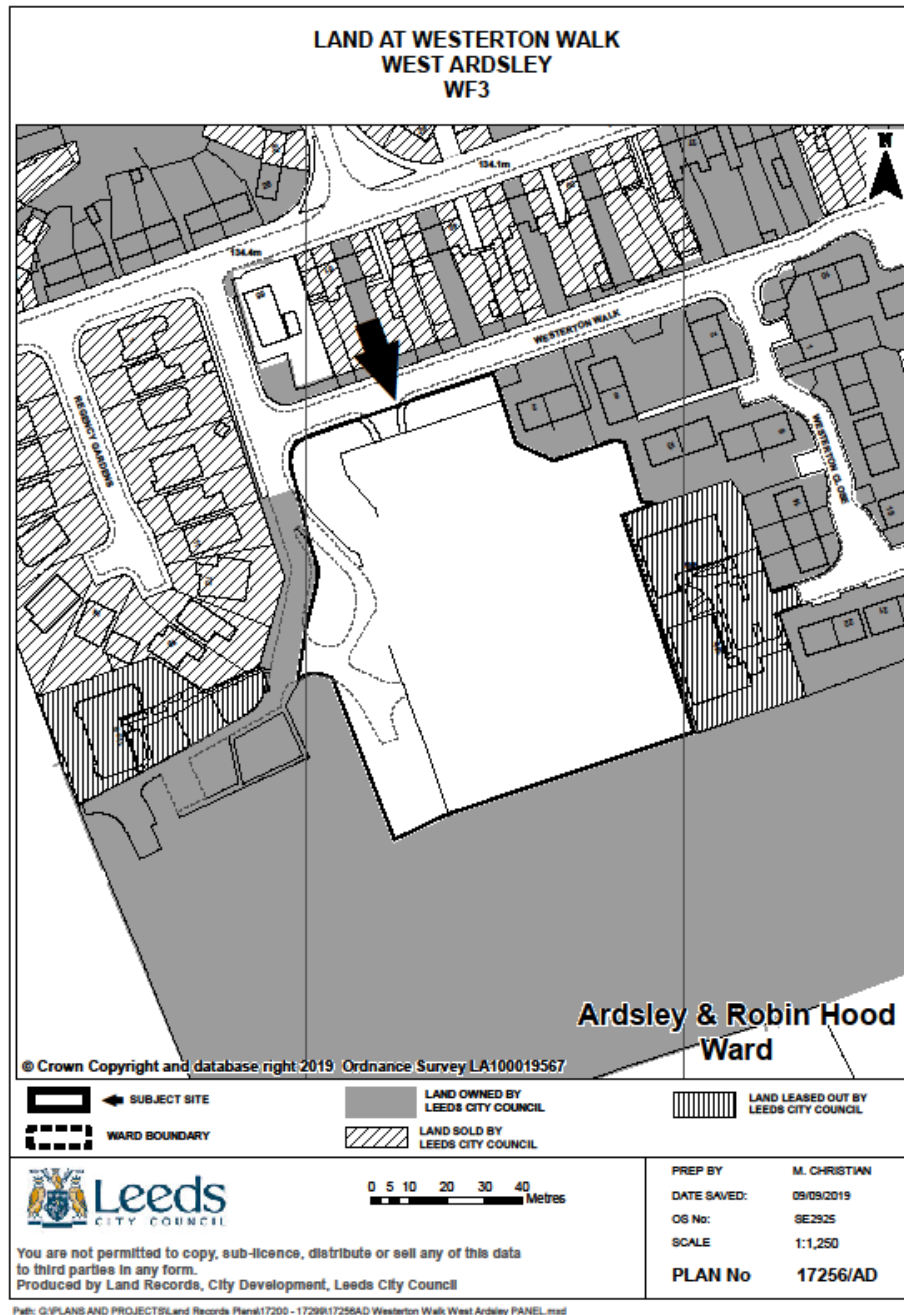 LAND AT WESTERTON WALK
WEST ARDSLEY
WF3
N
134.1m
134.4m
WESTERTON WALK
REGENCY GARDENS
WESTERTON CLOSE
Ardsley & Robin Hood
Ward
© Crown Copyright and database right 2019 Ordnance Survey LA100019567
SUBJECT SITE
WARD BOUNDARY
LAND OWNED BY
LEEDS CITY COUNCIL
LAND SOLD BY
LEEDS CITY COUNCIL
LAND LEASED OUT BY
LEEDS CITY COUNCIL
Leeds
CITY COUNCIL
0 5 10 20 30 40
Metres
You are not permitted to copy, sub-licence, distribute or sell any of this data
to third parties in any form.
Produced by Land Records, City Development, Leeds City Council
PREP BY M. CHRISTIAN
DATE SAVED: 09/09/2019
OS No: SE2925
SCALE 1:1,250
PLAN No 17256/AD
Path: G:\PLANS AND PROJECTS\Land Records Plans\17200 - 17299\17256AD Westerton Walk West Ardsley PANEL.mxd